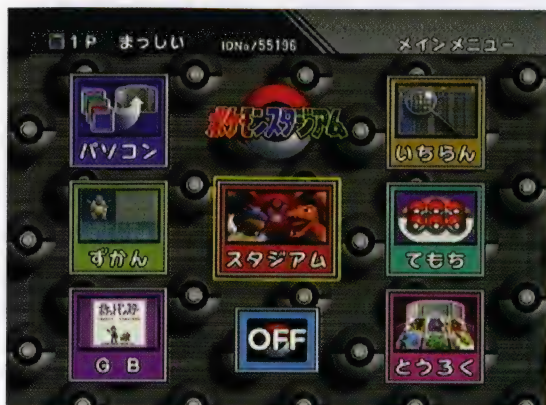 1P まっしい IDNo/55196 メインメニュー
ポケモンスタジアム
パソコン いちらん
ずかん スタジアム てもち
GB OFF とうろく